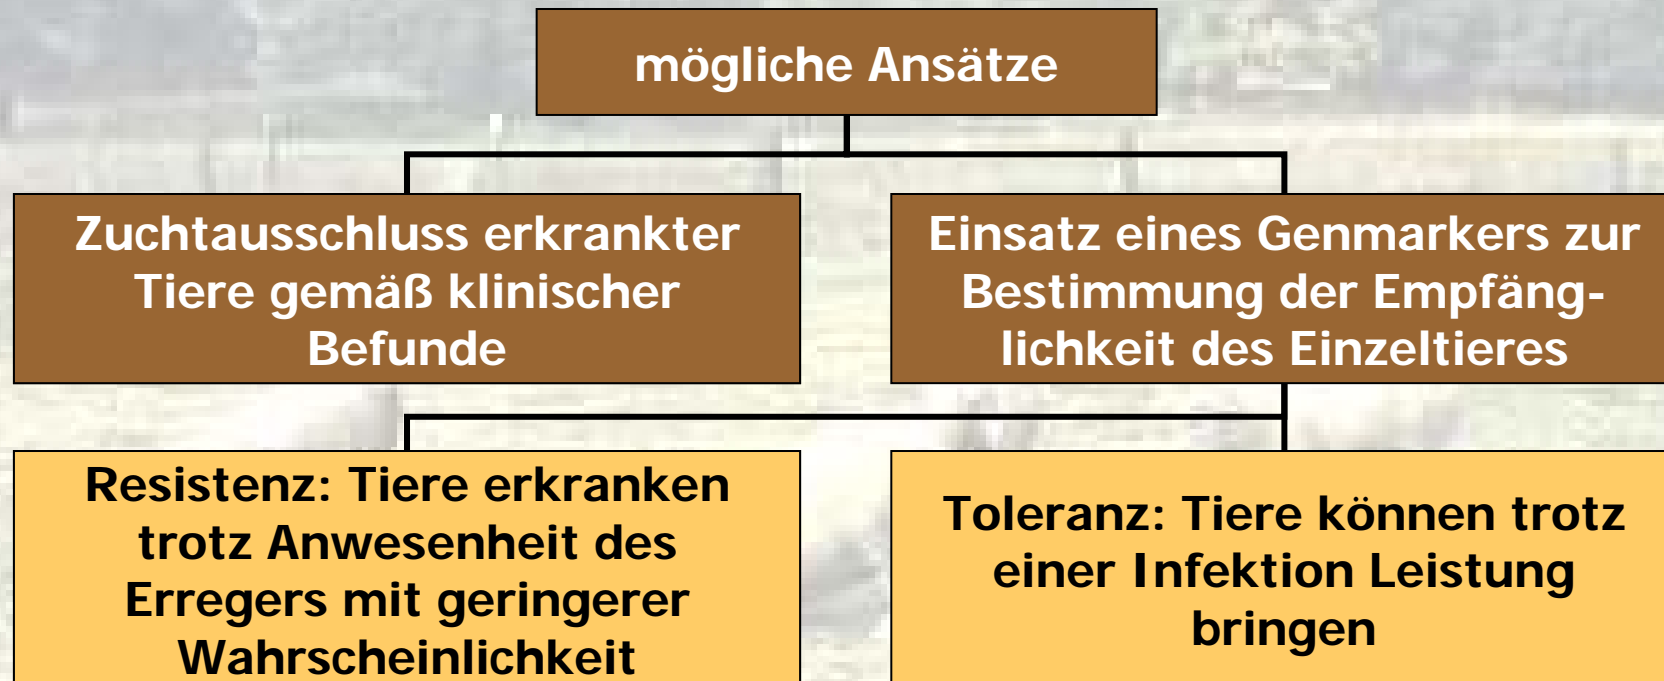 mögliche Ansätze
Zuchtausschluss erkrankter
Tiere gemäß klinischer
Befunde
Einsatz eines Genmarkers zur
Bestimmung der Empfäng-
lichkeit des Einzeltieres
Resistenz: Tiere erkranken
trotz Anwesenheit des
Erregers mit geringerer
Wahrscheinlichkeit
Toleranz: Tiere können trotz
einer Infektion Leistung
bringen